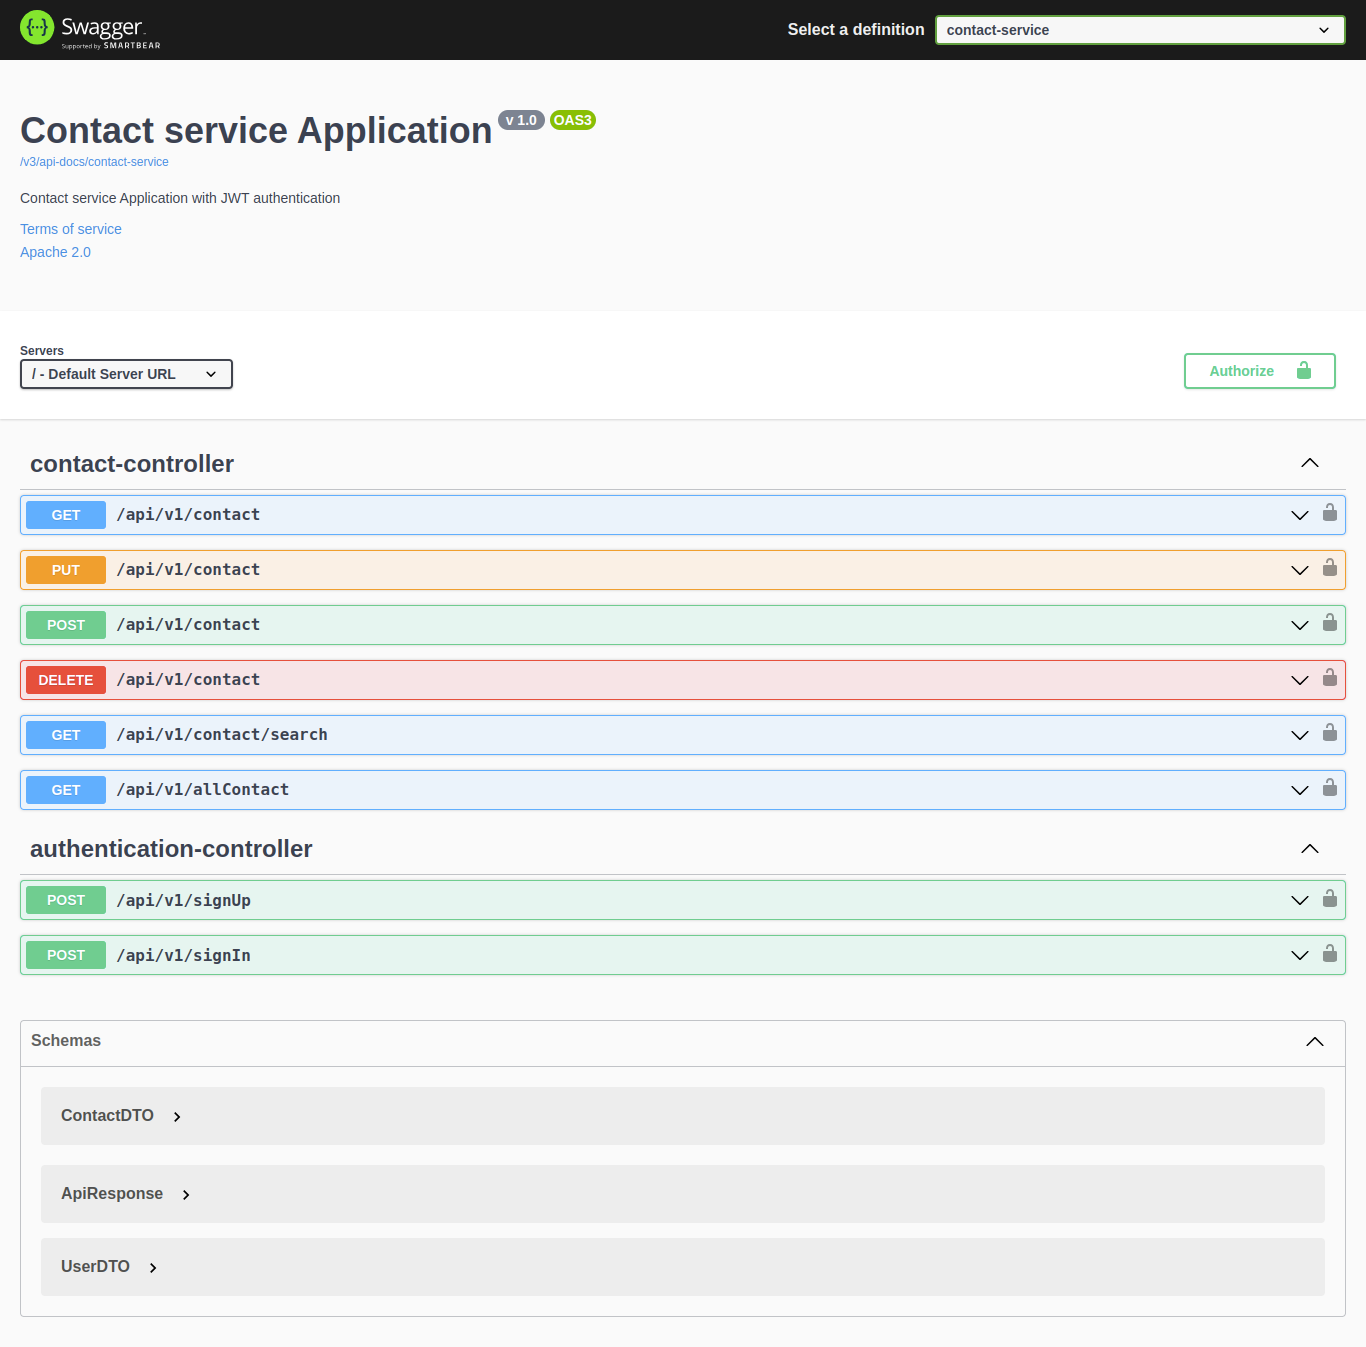 Swagger
Supported by SMARTBEAR
Select a definition
contact-service
Contact service Application v 1.0 OAS3
/v3/api-docs/contact-service
Contact service Application with JWT authentication
Terms of service
Apache 2.0
Servers
/ - Default Server URL
Authorize
contact-controller
GET /api/v1/contact
PUT /api/v1/contact
POST /api/v1/contact
DELETE /api/v1/contact
GET /api/v1/contact/search
GET /api/v1/allContact
authentication-controller
POST /api/v1/signUp
POST /api/v1/signIn
Schemas
ContactDTO
ApiResponse
UserDTO